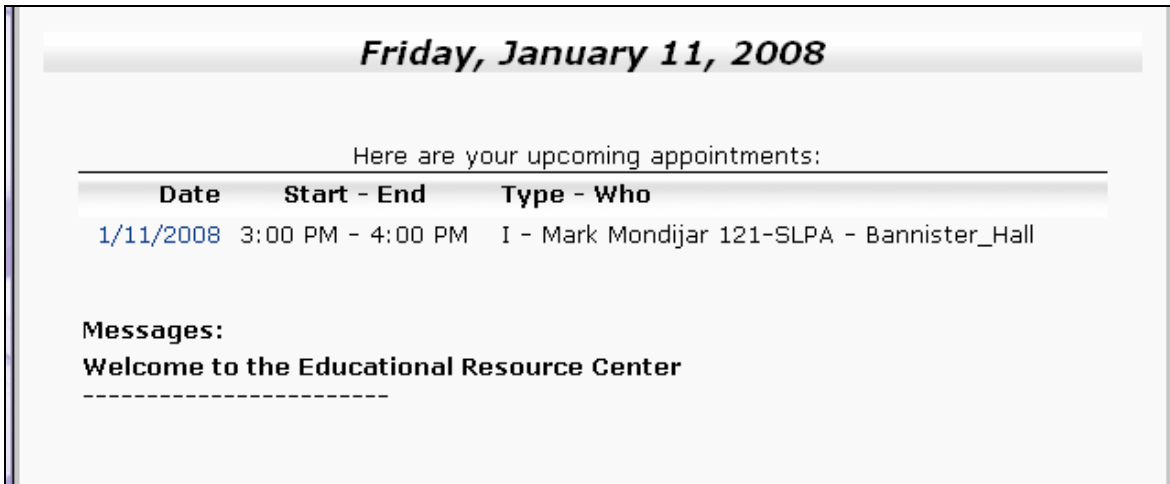 Friday, January 11, 2008
Here are your upcoming appointments:
Date Start - End Type - Who
1/11/2008 3:00 PM - 4:00 PM I - Mark Mondijar 121-SLPA - Bannister_Hall
Messages:
Welcome to the Educational Resource Center
------------------------